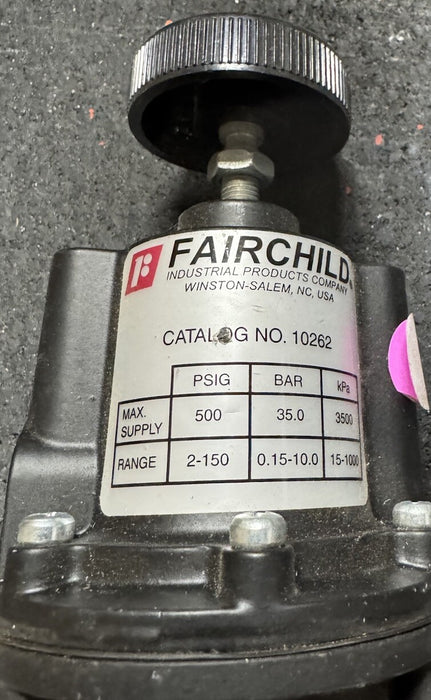 FAIRCHILD®
INDUSTRIAL PRODUCTS COMPANY
WINSTON-SALEM, NC, USA
CATALOG NO. 10262
PSIG BAR kPa
MAX. SUPPLY 500 35.0 3500
RANGE 2-150 0.15-10.0 15-1000